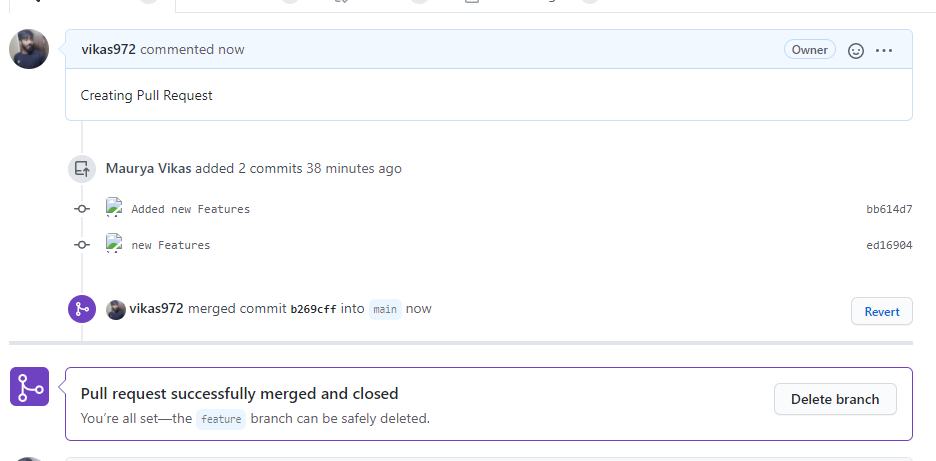 vikas972 commented now
Owner
Creating Pull Request
Maurya Vikas added 2 commits 38 minutes ago
Added new Features bb614d7
new Features ed16904
vikas972 merged commit b269cff into main now
Revert
Pull request successfully merged and closed
You're all set—the feature branch can be safely deleted.
Delete branch